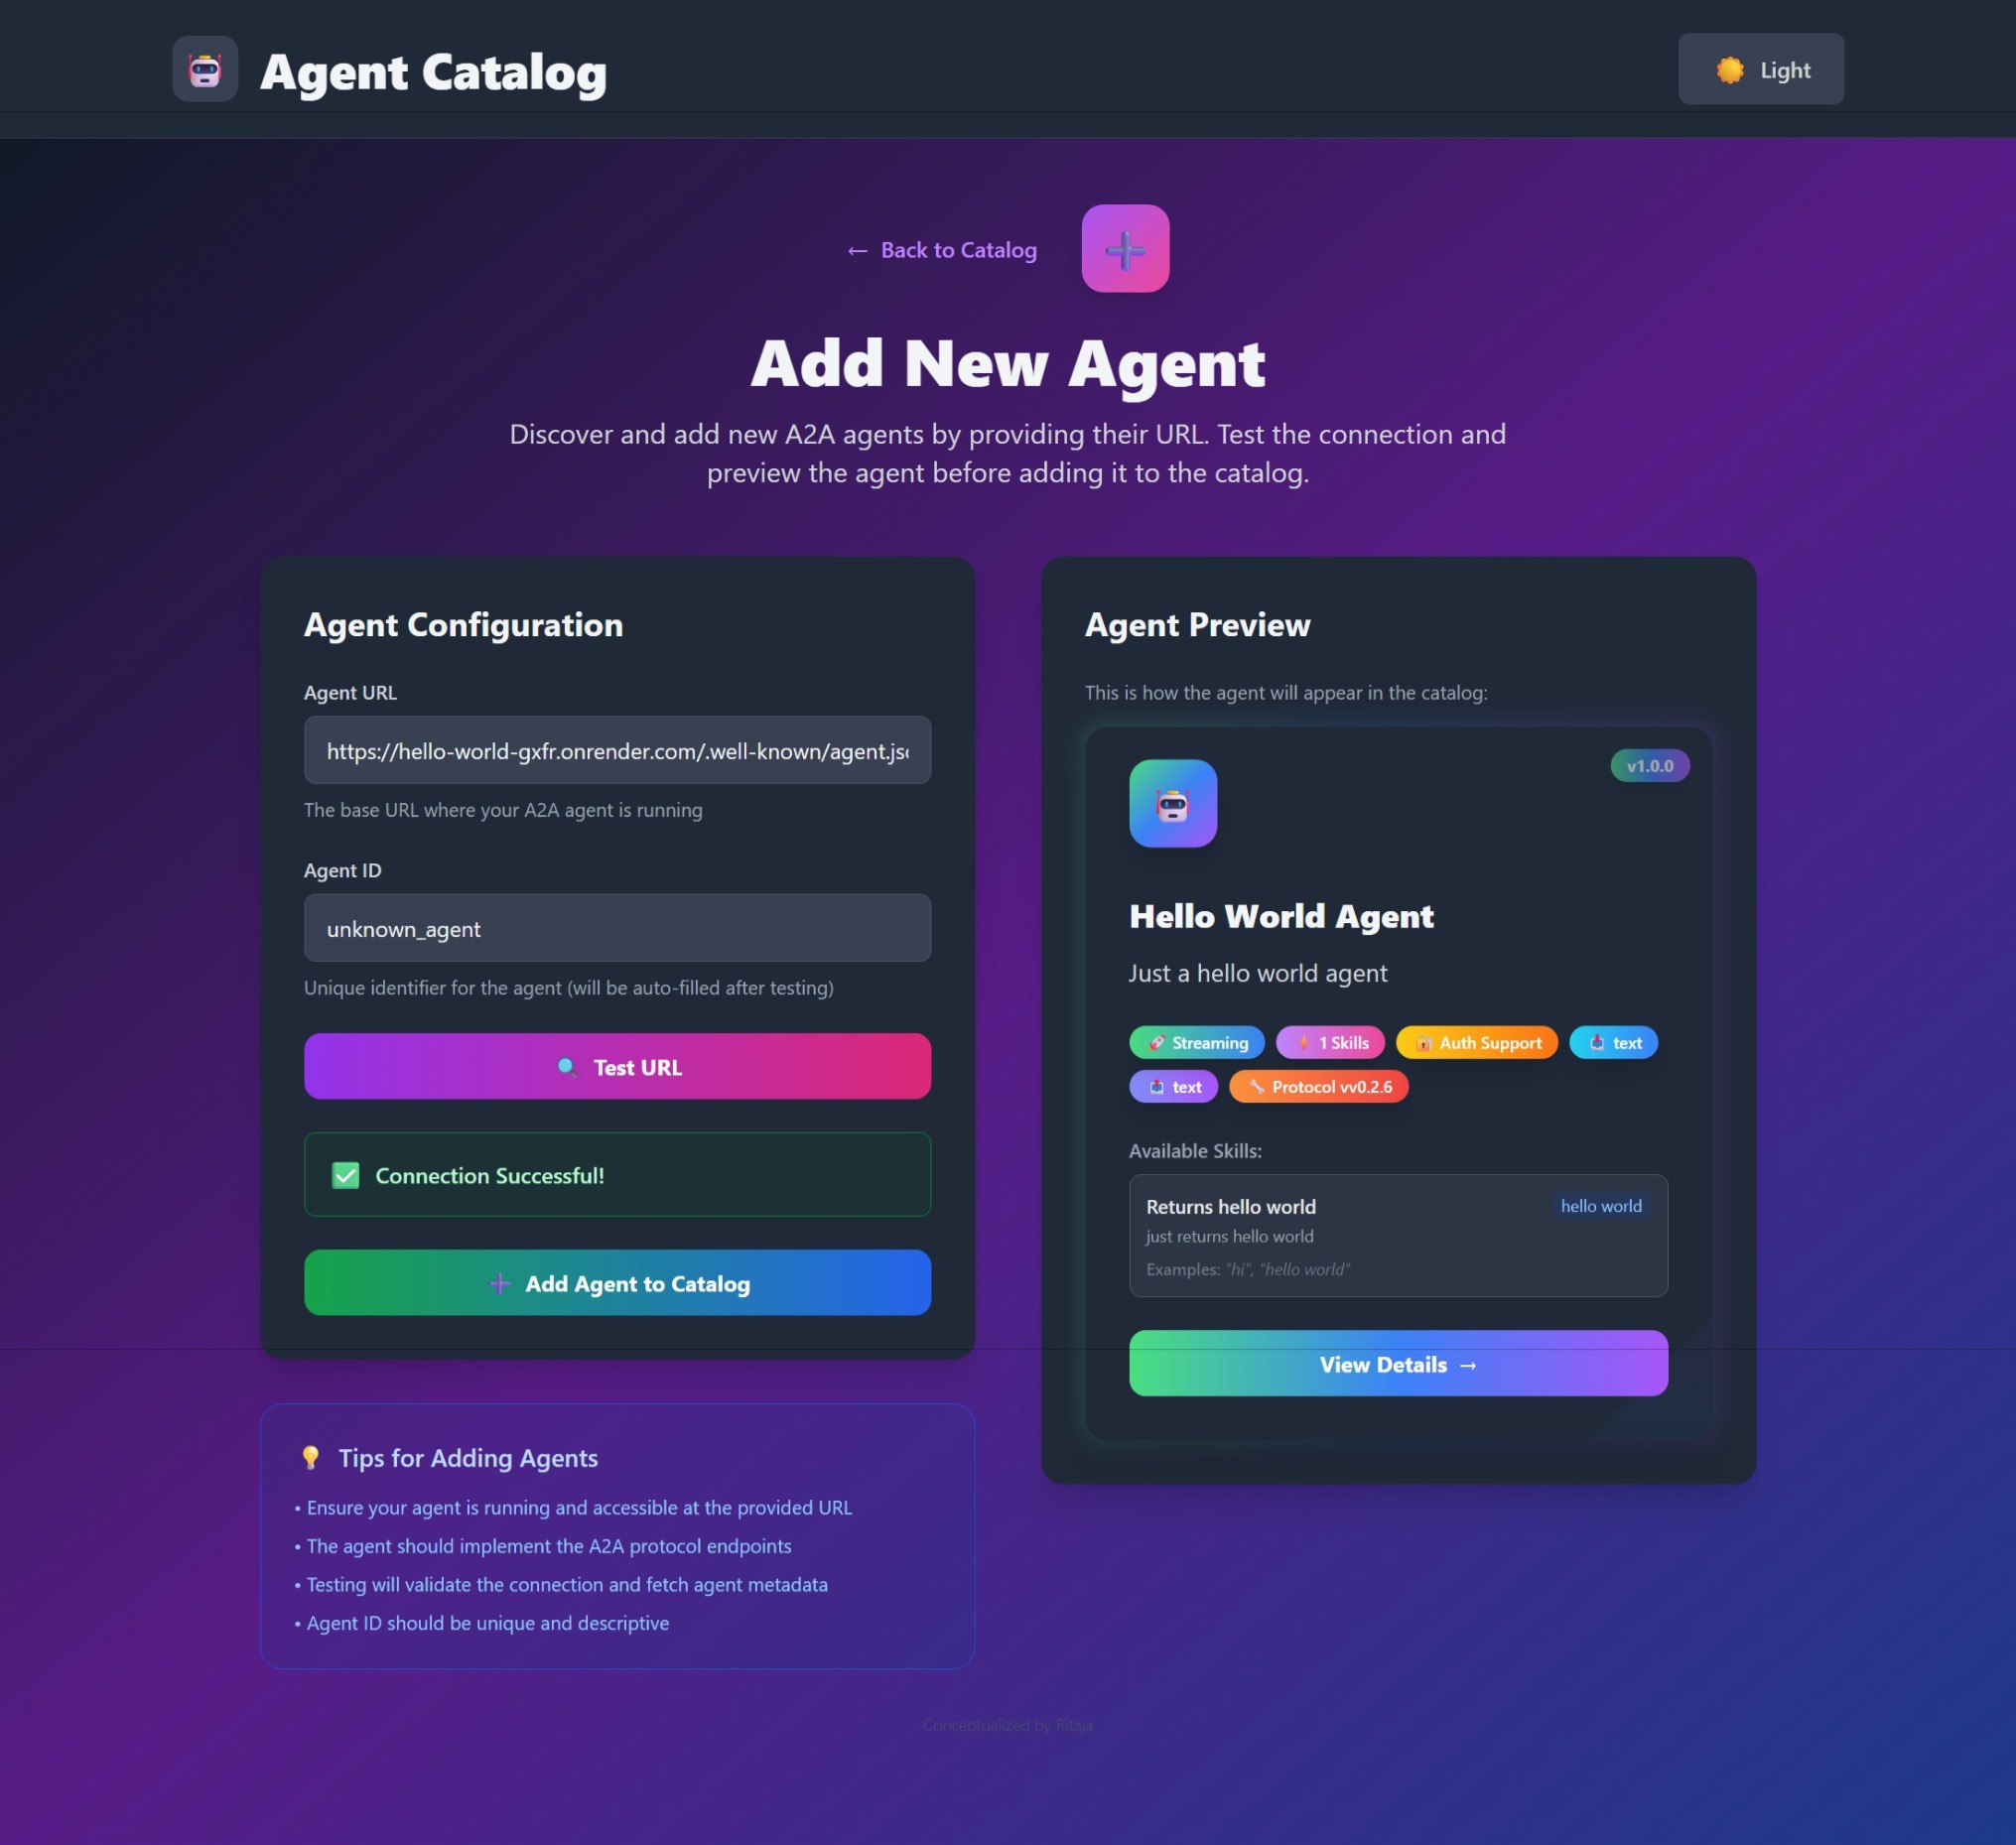 Agent Catalog
Light
← Back to Catalog
Add New Agent
Discover and add new A2A agents by providing their URL. Test the connection and
preview the agent before adding it to the catalog.
Agent Configuration
Agent URL
https://hello-world-gxfr.onrender.com/.well-known/agent.jso
The base URL where your A2A agent is running
Agent ID
unknown_agent
Unique identifier for the agent (will be auto-filled after testing)
Test URL
Connection Successful!
Add Agent to Catalog
Tips for Adding Agents
• Ensure your agent is running and accessible at the provided URL
• The agent should implement the A2A protocol endpoints
• Testing will validate the connection and fetch agent metadata
• Agent ID should be unique and descriptive
Agent Preview
This is how the agent will appear in the catalog:
v1.0.0
Hello World Agent
Just a hello world agent
Streaming 1 Skills Auth Support text
text Protocol vv0.2.6
Available Skills:
Returns hello world hello world
just returns hello world
Examples: "hi", "hello world"
View Details →
Conceptualized by Ritaja